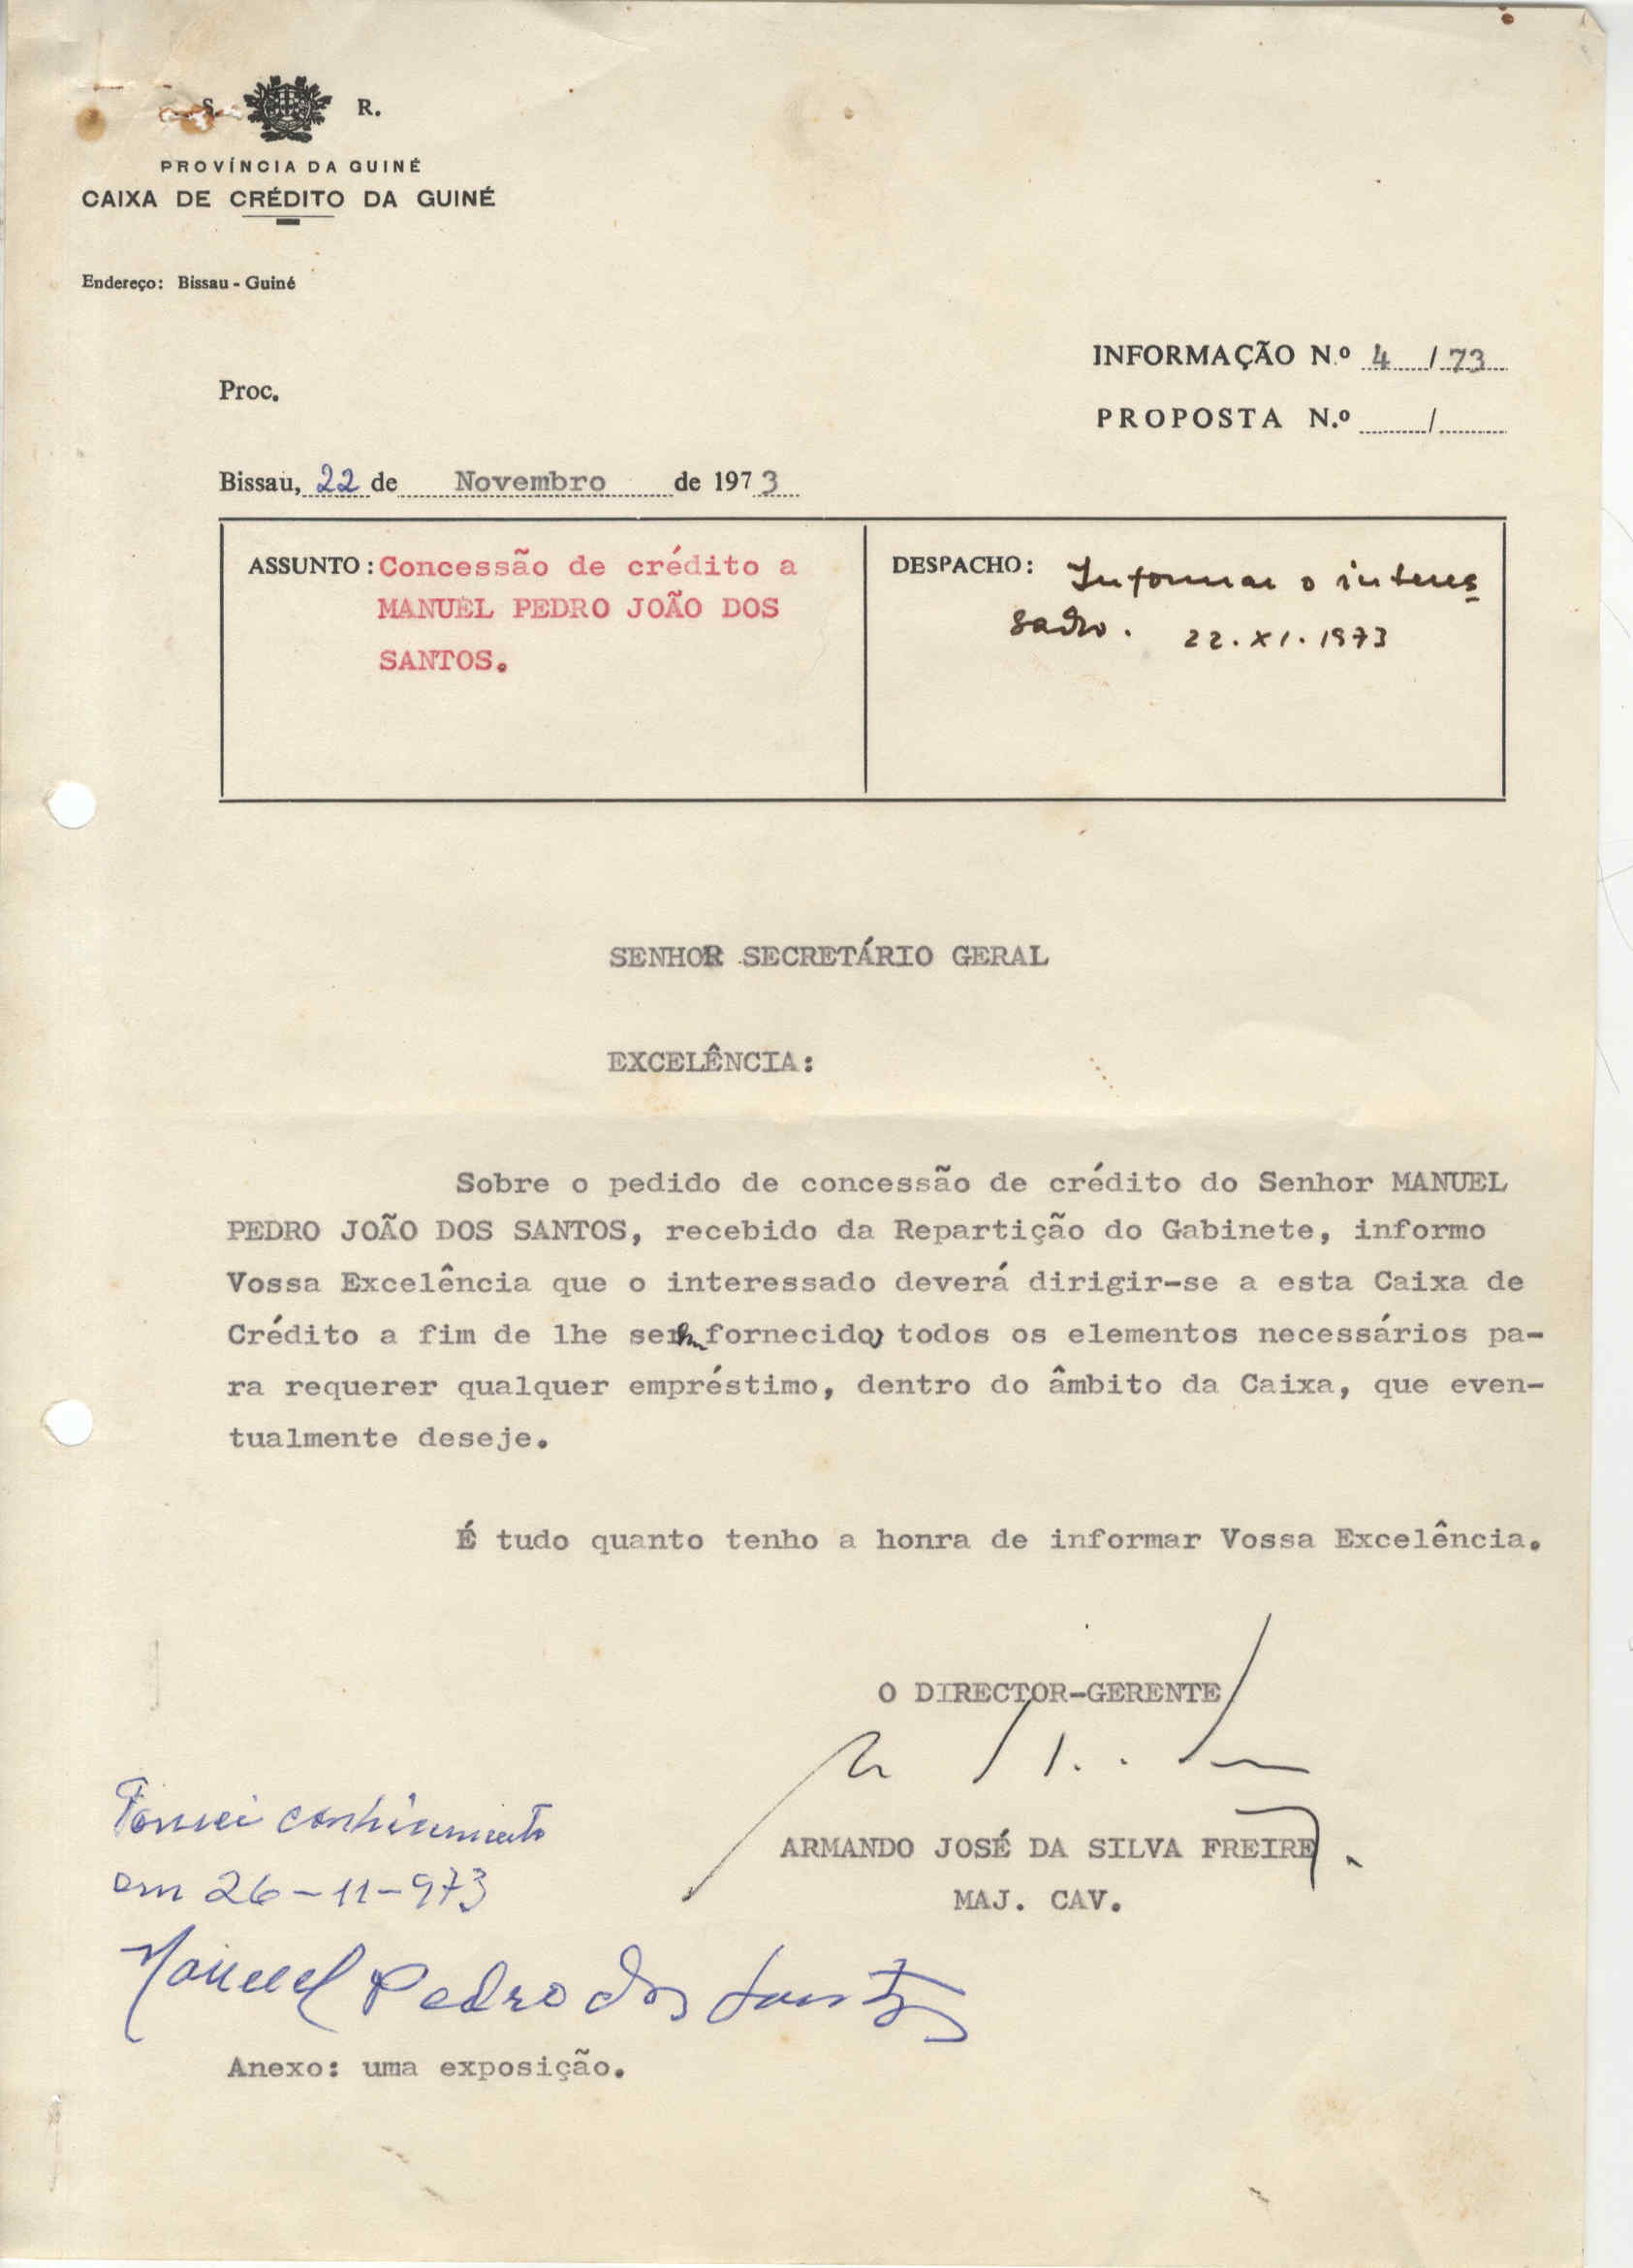 S. R.
PROVÍNCIA DA GUINÉ
CAIXA DE CRÉDITO DA GUINÉ
Endereço: Bissau - Guiné
INFORMAÇÃO N.º 4 / 73
Proc.
PROPOSTA N.º /
Bissau, 22 de Novembro de 1973
ASSUNTO: Concessão de crédito a
MANUEL PEDRO JOÃO DOS
SANTOS.
DESPACHO: Informar o interes
sado. 22.XI.1973
SENHOR SECRETÁRIO GERAL
EXCELÊNCIA:
Sobre o pedido de concessão de crédito do Senhor MANUEL
PEDRO JOÃO DOS SANTOS, recebido da Repartição do Gabinete, informo
Vossa Excelência que o interessado deverá dirigir-se a esta Caixa de
Crédito a fim de lhe serem fornecidos todos os elementos necessários pa-
ra requerer qualquer empréstimo, dentro do âmbito da Caixa, que even-
tualmente deseje.
É tudo quanto tenho a honra de informar Vossa Excelência.
O DIRECTOR-GERENTE
ARMANDO JOSÉ DA SILVA FREIRE
MAJ. CAV.
Tomei conhecimento
em 26-11-973
Manuel Pedro dos Santos
Anexo: uma exposição.